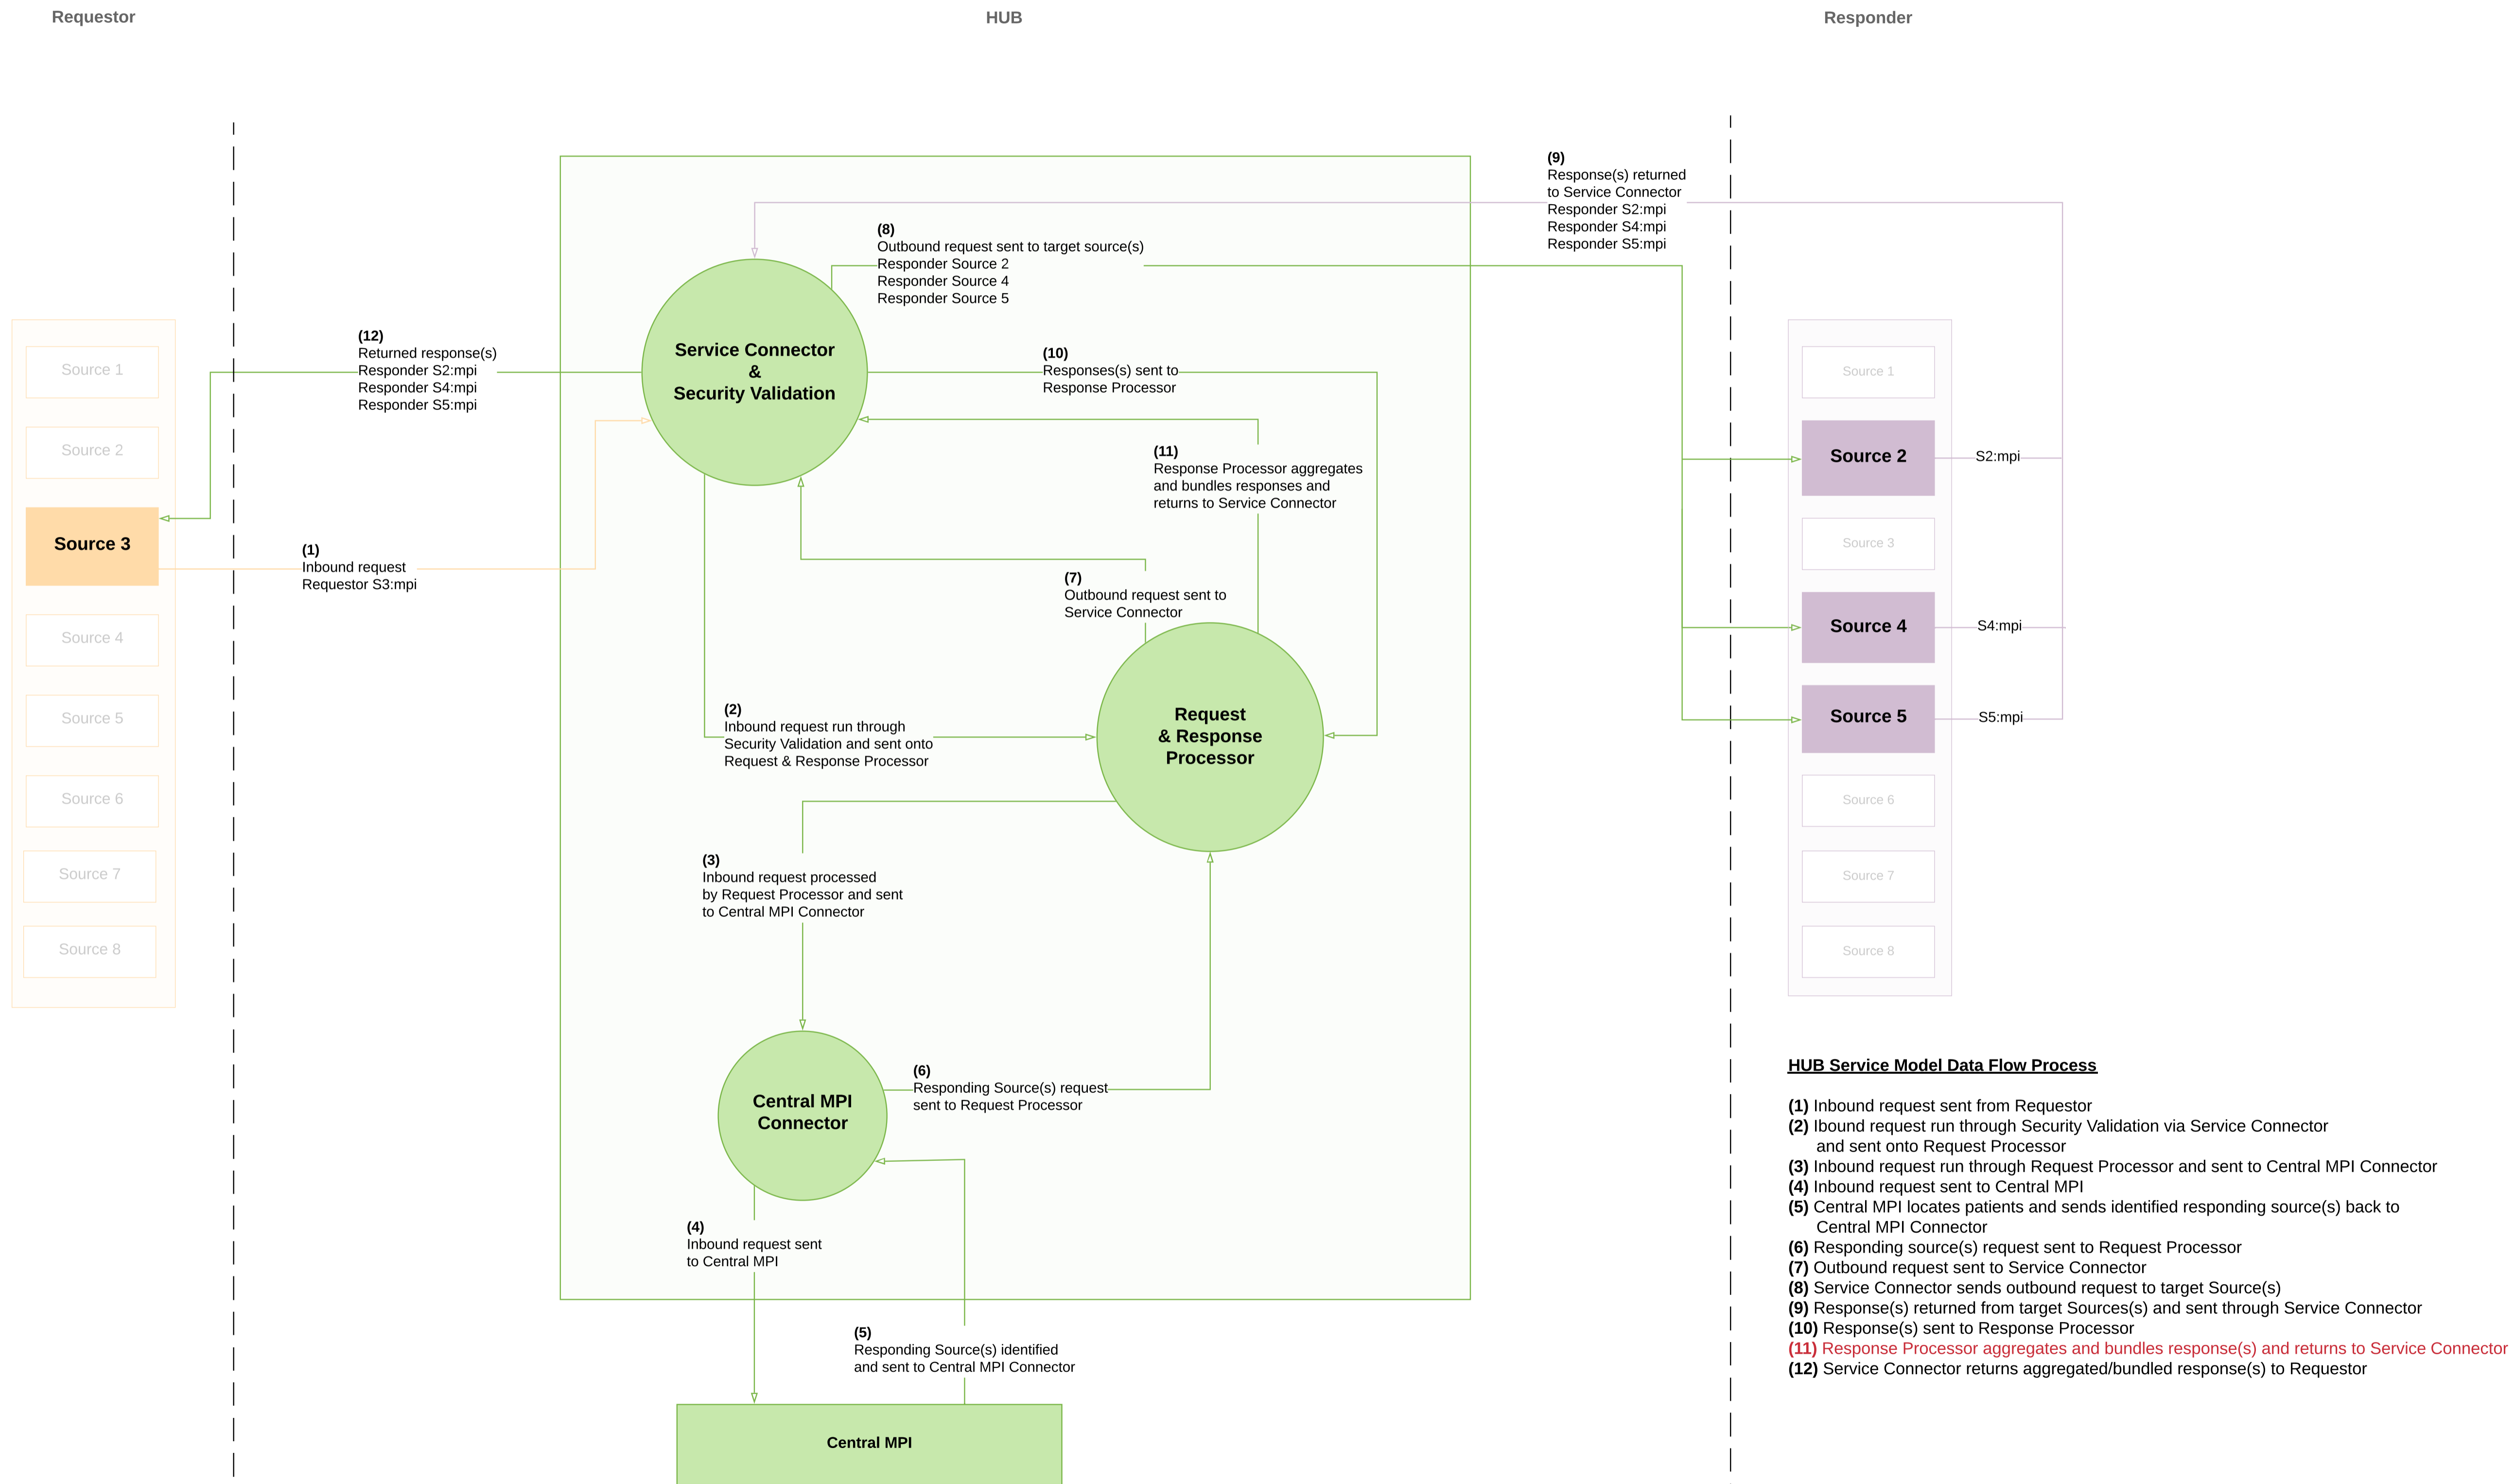 Requestor
HUB
Responder
(9)
Response(s) returned
to Service Connector
Responder S2:mpi
Responder S4:mpi
Responder S5:mpi
(8)
Outbound request sent to target source(s)
Responder Source 2
Responder Source 4
Responder Source 5
(12)
Returned response(s)
Responder S2:mpi
Responder S4:mpi
Responder S5:mpi
Service Connector
&
Security Validation
(10)
Responses(s) sent to
Response Processor
(11)
Response Processor aggregates
and bundles responses and
returns to Service Connector
(1)
Inbound request
Requestor S3:mpi
(7)
Outbound request sent to
Service Connector
(2)
Inbound request run through
Security Validation and sent onto
Request & Response Processor
Request
& Response
Processor
(3)
Inbound request processed
by Request Processor and sent
to Central MPI Connector
(6)
Responding Source(s) request
sent to Request Processor
Central MPI
Connector
(4)
Inbound request sent
to Central MPI
(5)
Responding Source(s) identified
and sent to Central MPI Connector
Central MPI
Source 1
Source 2
Source 3
Source 4
Source 5
Source 6
Source 7
Source 8
Source 1
Source 2
S2:mpi
Source 3
Source 4
S4:mpi
Source 5
S5:mpi
Source 6
Source 7
Source 8
HUB Service Model Data Flow Process
(1) Inbound request sent from Requestor
(2) Ibound request run through Security Validation via Service Connector
and sent onto Request Processor
(3) Inbound request run through Request Processor and sent to Central MPI Connector
(4) Inbound request sent to Central MPI
(5) Central MPI locates patients and sends identified responding source(s) back to
Central MPI Connector
(6) Responding source(s) request sent to Request Processor
(7) Outbound request sent to Service Connector
(8) Service Connector sends outbound request to target Source(s)
(9) Response(s) returned from target Sources(s) and sent through Service Connector
(10) Response(s) sent to Response Processor
(11) Response Processor aggregates and bundles response(s) and returns to Service Connector
(12) Service Connector returns aggregated/bundled response(s) to Requestor